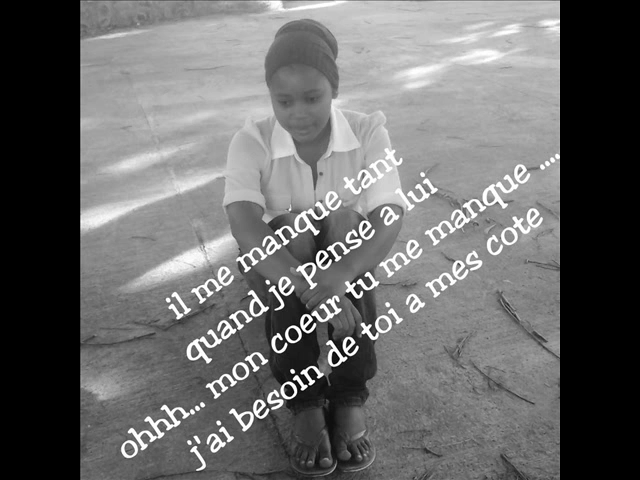 il me manque tant
quand je pense a lui
ohhh... mon coeur tu me manque ....
j'ai besoin de toi a mes cote